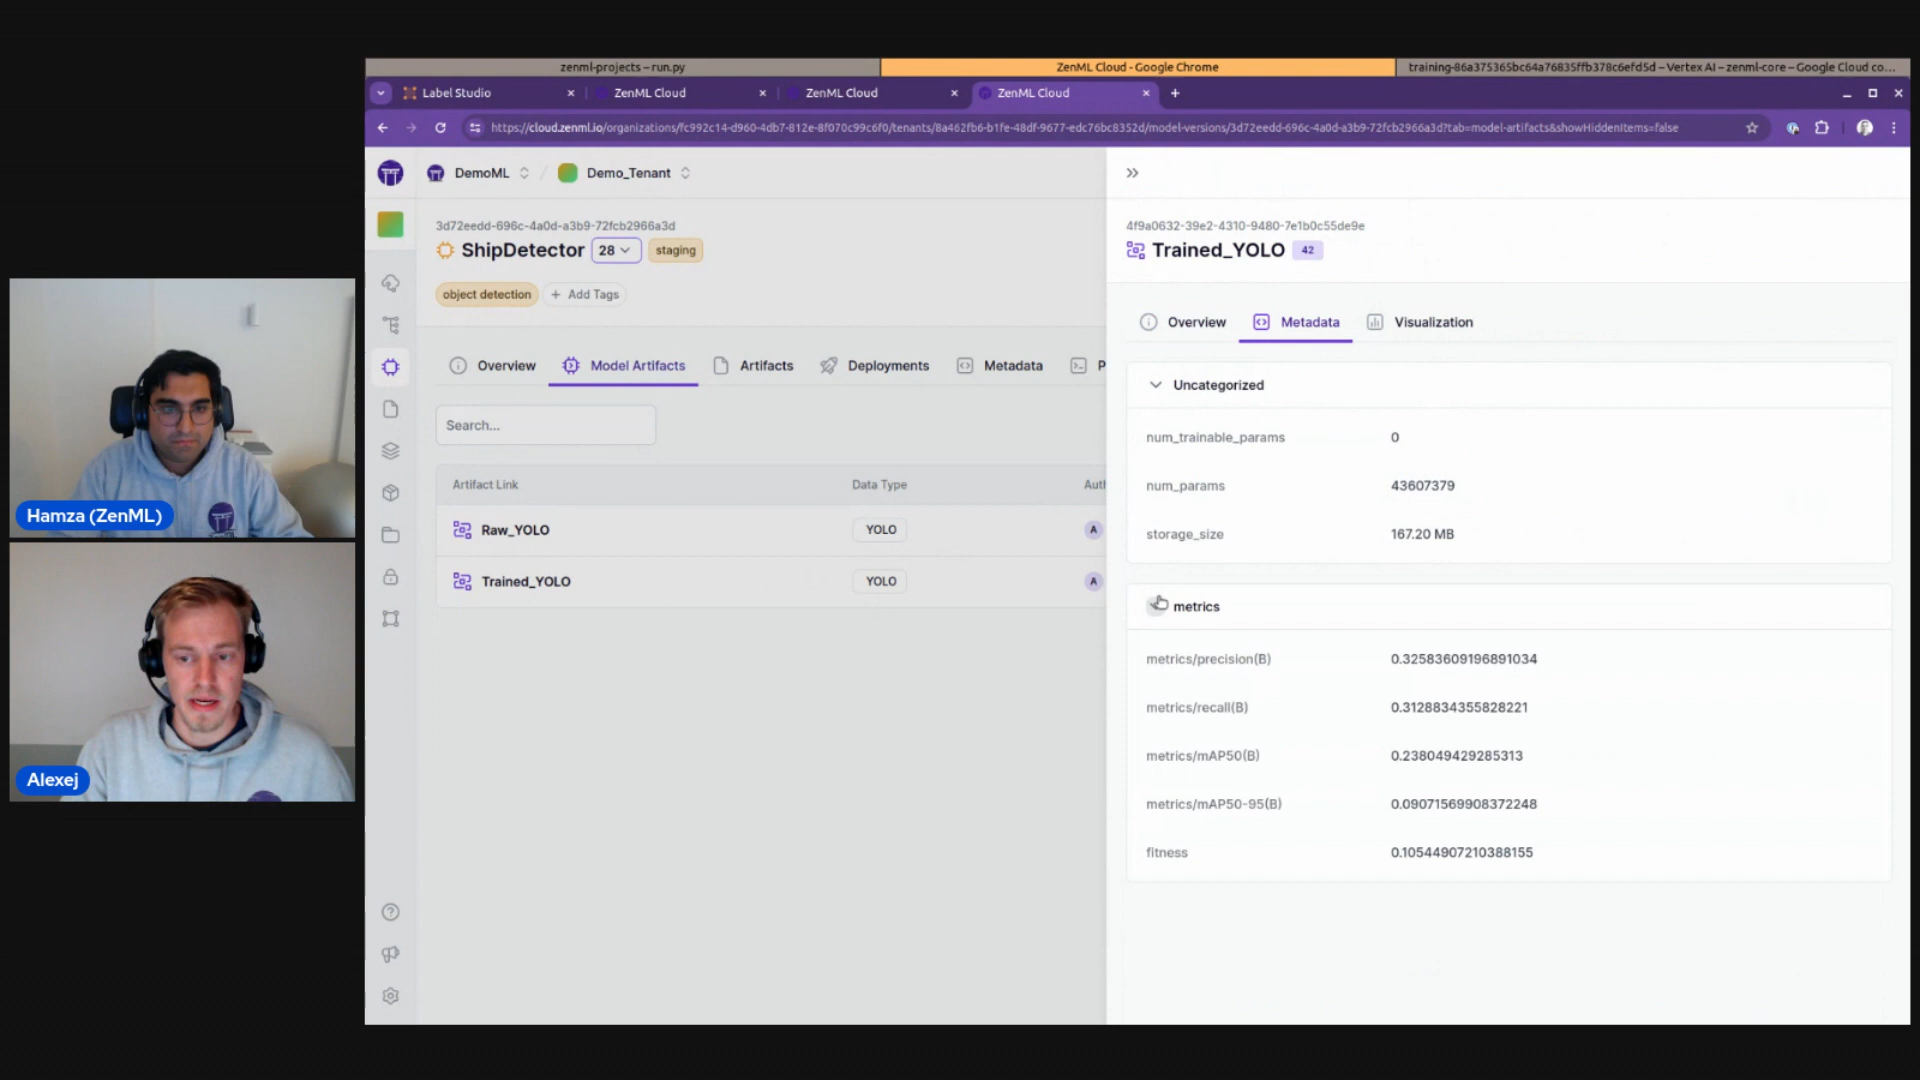 zenml-projects – run.py
ZenML Cloud - Google Chrome
training-86a375365bc64a76835ffb378c6efd5d – Vertex AI – zenml-core – Google Cloud co...
Label Studio
ZenML Cloud
ZenML Cloud
ZenML Cloud
https://cloud.zenml.io/organizations/fc992c14-d960-4db7-812e-8f070c99c6f0/tenants/8a462fb6-b1fe-48df-9677-edc76bc8352d/model-versions/3d72eedd-696c-4a0d-a3b9-72fcb2966a3d?tab=model-artifacts&showHiddenItems=false
DemoML / Demo_Tenant
3d72eedd-696c-4a0d-a3b9-72fcb2966a3d
ShipDetector 28 staging
object detection + Add Tags
Overview Model Artifacts Artifacts Deployments Metadata P
Search...
Artifact Link Data Type Auth
Raw_YOLO YOLO A
Trained_YOLO YOLO A
4f9a0632-39e2-4310-9480-7e1b0c55de9e
Trained_YOLO 42
Overview Metadata Visualization
Uncategorized
num_trainable_params 0
num_params 43607379
storage_size 167.20 MB
metrics
metrics/precision(B) 0.32583609196891034
metrics/recall(B) 0.3128834355828221
metrics/mAP50(B) 0.238049429285313
metrics/mAP50-95(B) 0.09071569908372248
fitness 0.10544907210388155
Hamza (ZenML)
Alexej